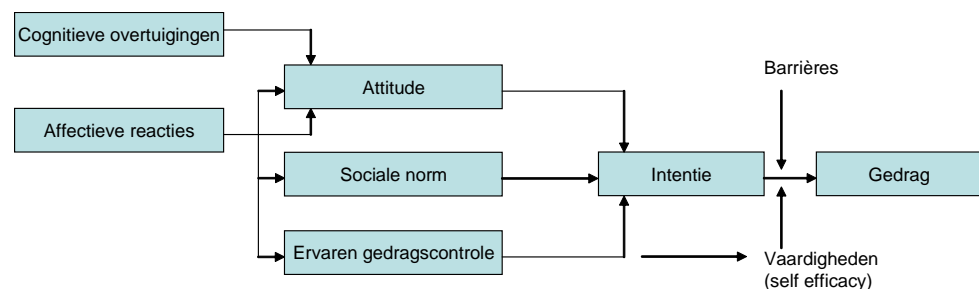 Cognitieve overtuigingen
Attitude
Barrières
Affectieve reacties
Sociale norm
Intentie
Gedrag
Ervaren gedragscontrole
Vaardigheden
(self efficacy)